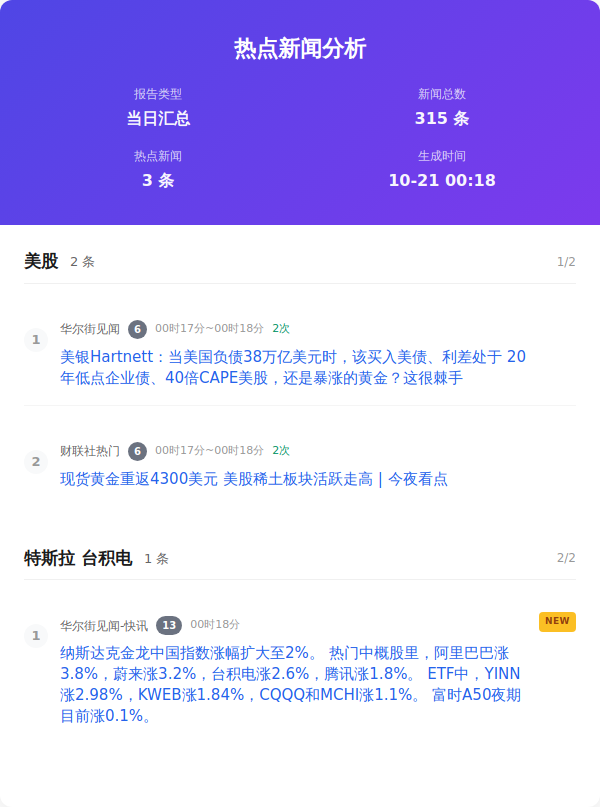 热点新闻分析
报告类型
当日汇总
新闻总数
315 条
热点新闻
3 条
生成时间
10-21 00:18
美股 2 条 1/2
1 华尔街见闻 6 00时17分~00时18分 2次
美银Hartnett：当美国负债38万亿美元时，该买入美债、利差处于 20
年低点企业债、40倍CAPE美股，还是暴涨的黄金？这很棘手
2 财联社热门 6 00时17分~00时18分 2次
现货黄金重返4300美元 美股稀土板块活跃走高 | 今夜看点
特斯拉 台积电 1 条 2/2
1 华尔街见闻-快讯 13 00时18分 NEW
纳斯达克金龙中国指数涨幅扩大至2%。 热门中概股里，阿里巴巴涨
3.8%，蔚来涨3.2%，台积电涨2.6%，腾讯涨1.8%。 ETF中，YINN
涨2.98%，KWEB涨1.84%，CQQQ和MCHI涨1.1%。 富时A50夜期
目前涨0.1%。